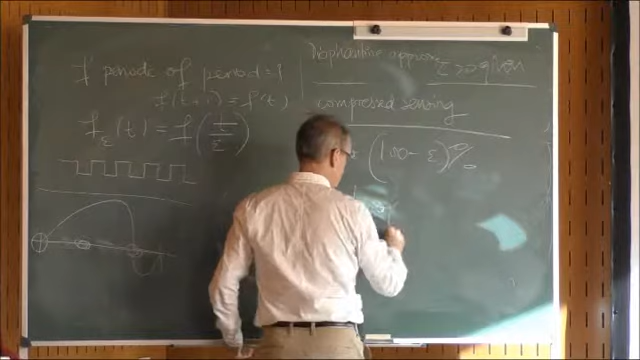 f periodic of period = 1
f(t+1) = f(t)
f_ε(t) = f(t/ε)
Diophantine approx
Σ > 0 given
compressed sensing
(100 - ε)%